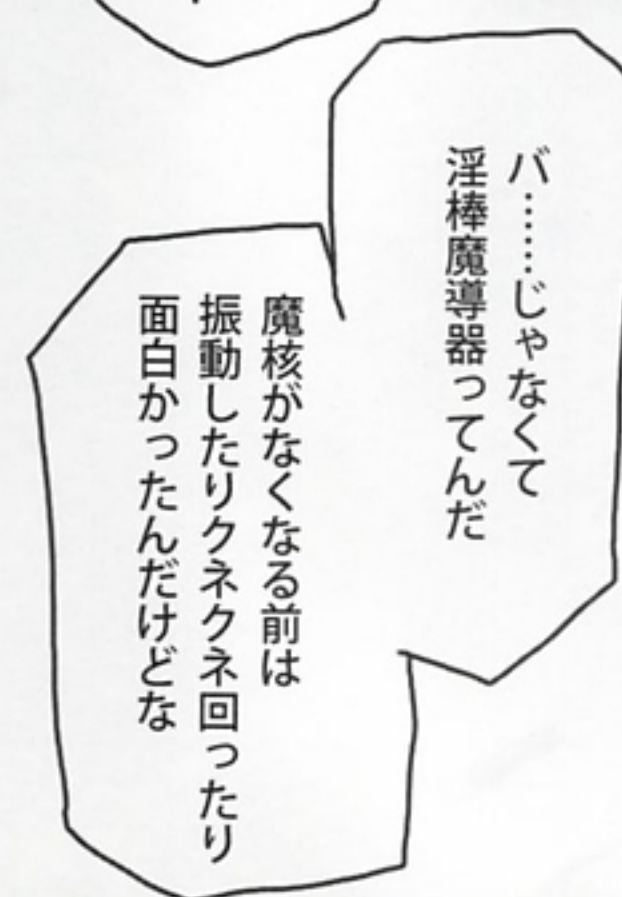 バ……じゃなくて
淫棒魔導器ってんだ
魔核がなくなる前は
振動したりクネクネ回ったり
面白かったんだけどな